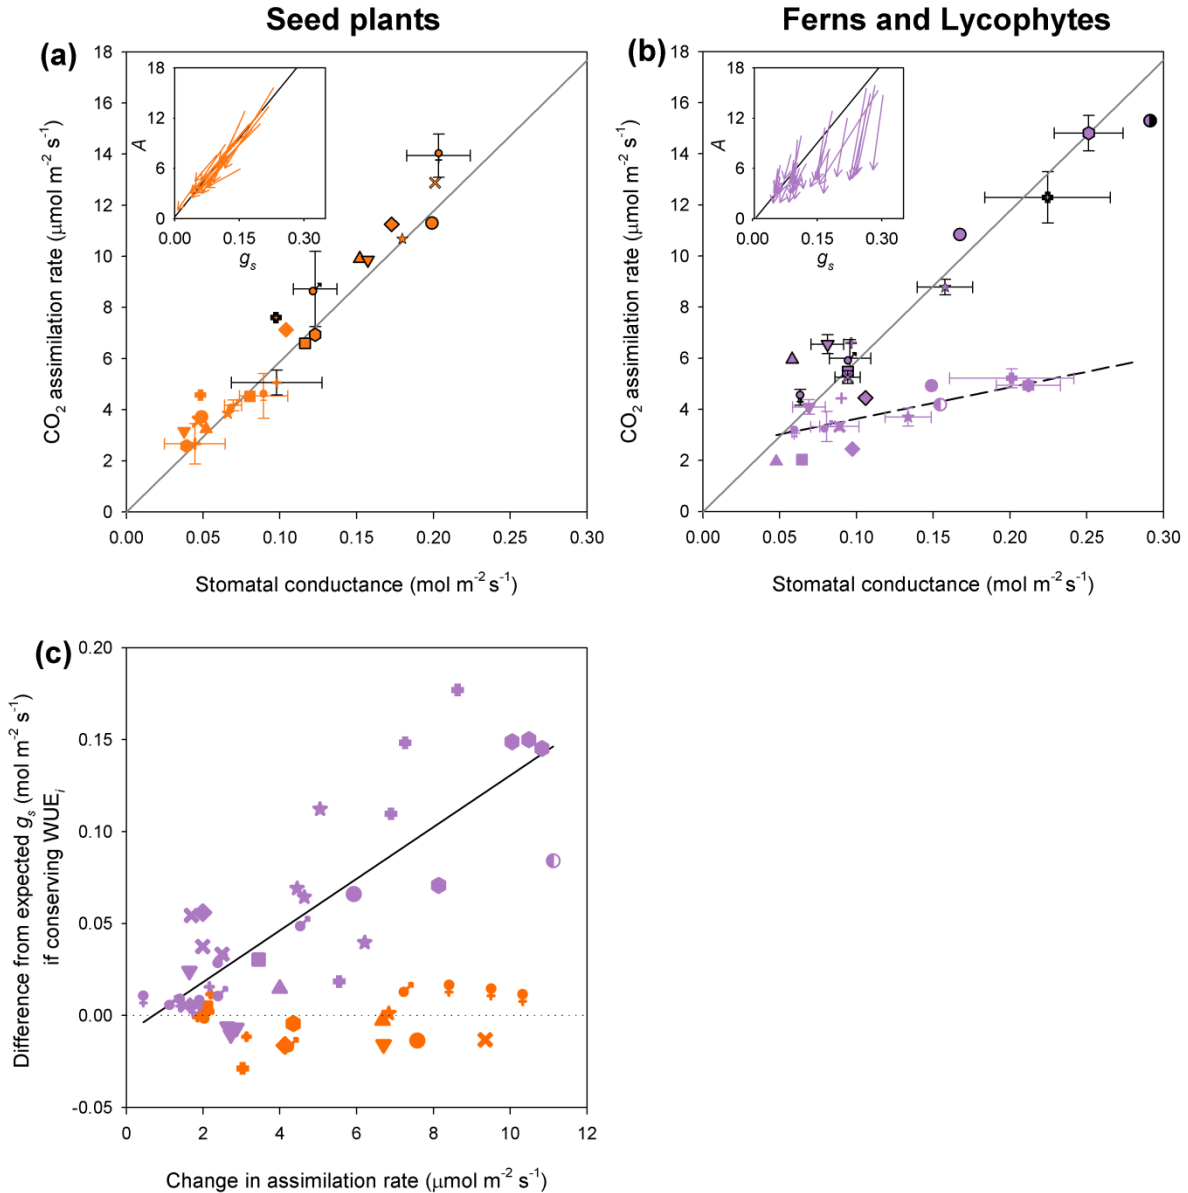 Seed plants
Ferns and Lycophytes
(a)
CO2 assimilation rate (μmol m-2 s-1)
18
16
14
12
10
8
6
4
2
0
0.00 0.05 0.10 0.15 0.20 0.25 0.30
Stomatal conductance (mol m-2 s-1)
A
18
12
6
0
0.00 0.15 0.30
gs
(b)
CO2 assimilation rate (μmol m-2 s-1)
18
16
14
12
10
8
6
4
2
0
0.00 0.05 0.10 0.15 0.20 0.25 0.30
Stomatal conductance (mol m-2 s-1)
A
18
12
6
0
0.00 0.15 0.30
gs
(c)
Difference from expected gs (mol m-2 s-1)
if conserving WUEi
0.20
0.15
0.10
0.05
0.00
-0.05
0 2 4 6 8 10 12
Change in assimilation rate (μmol m-2 s-1)